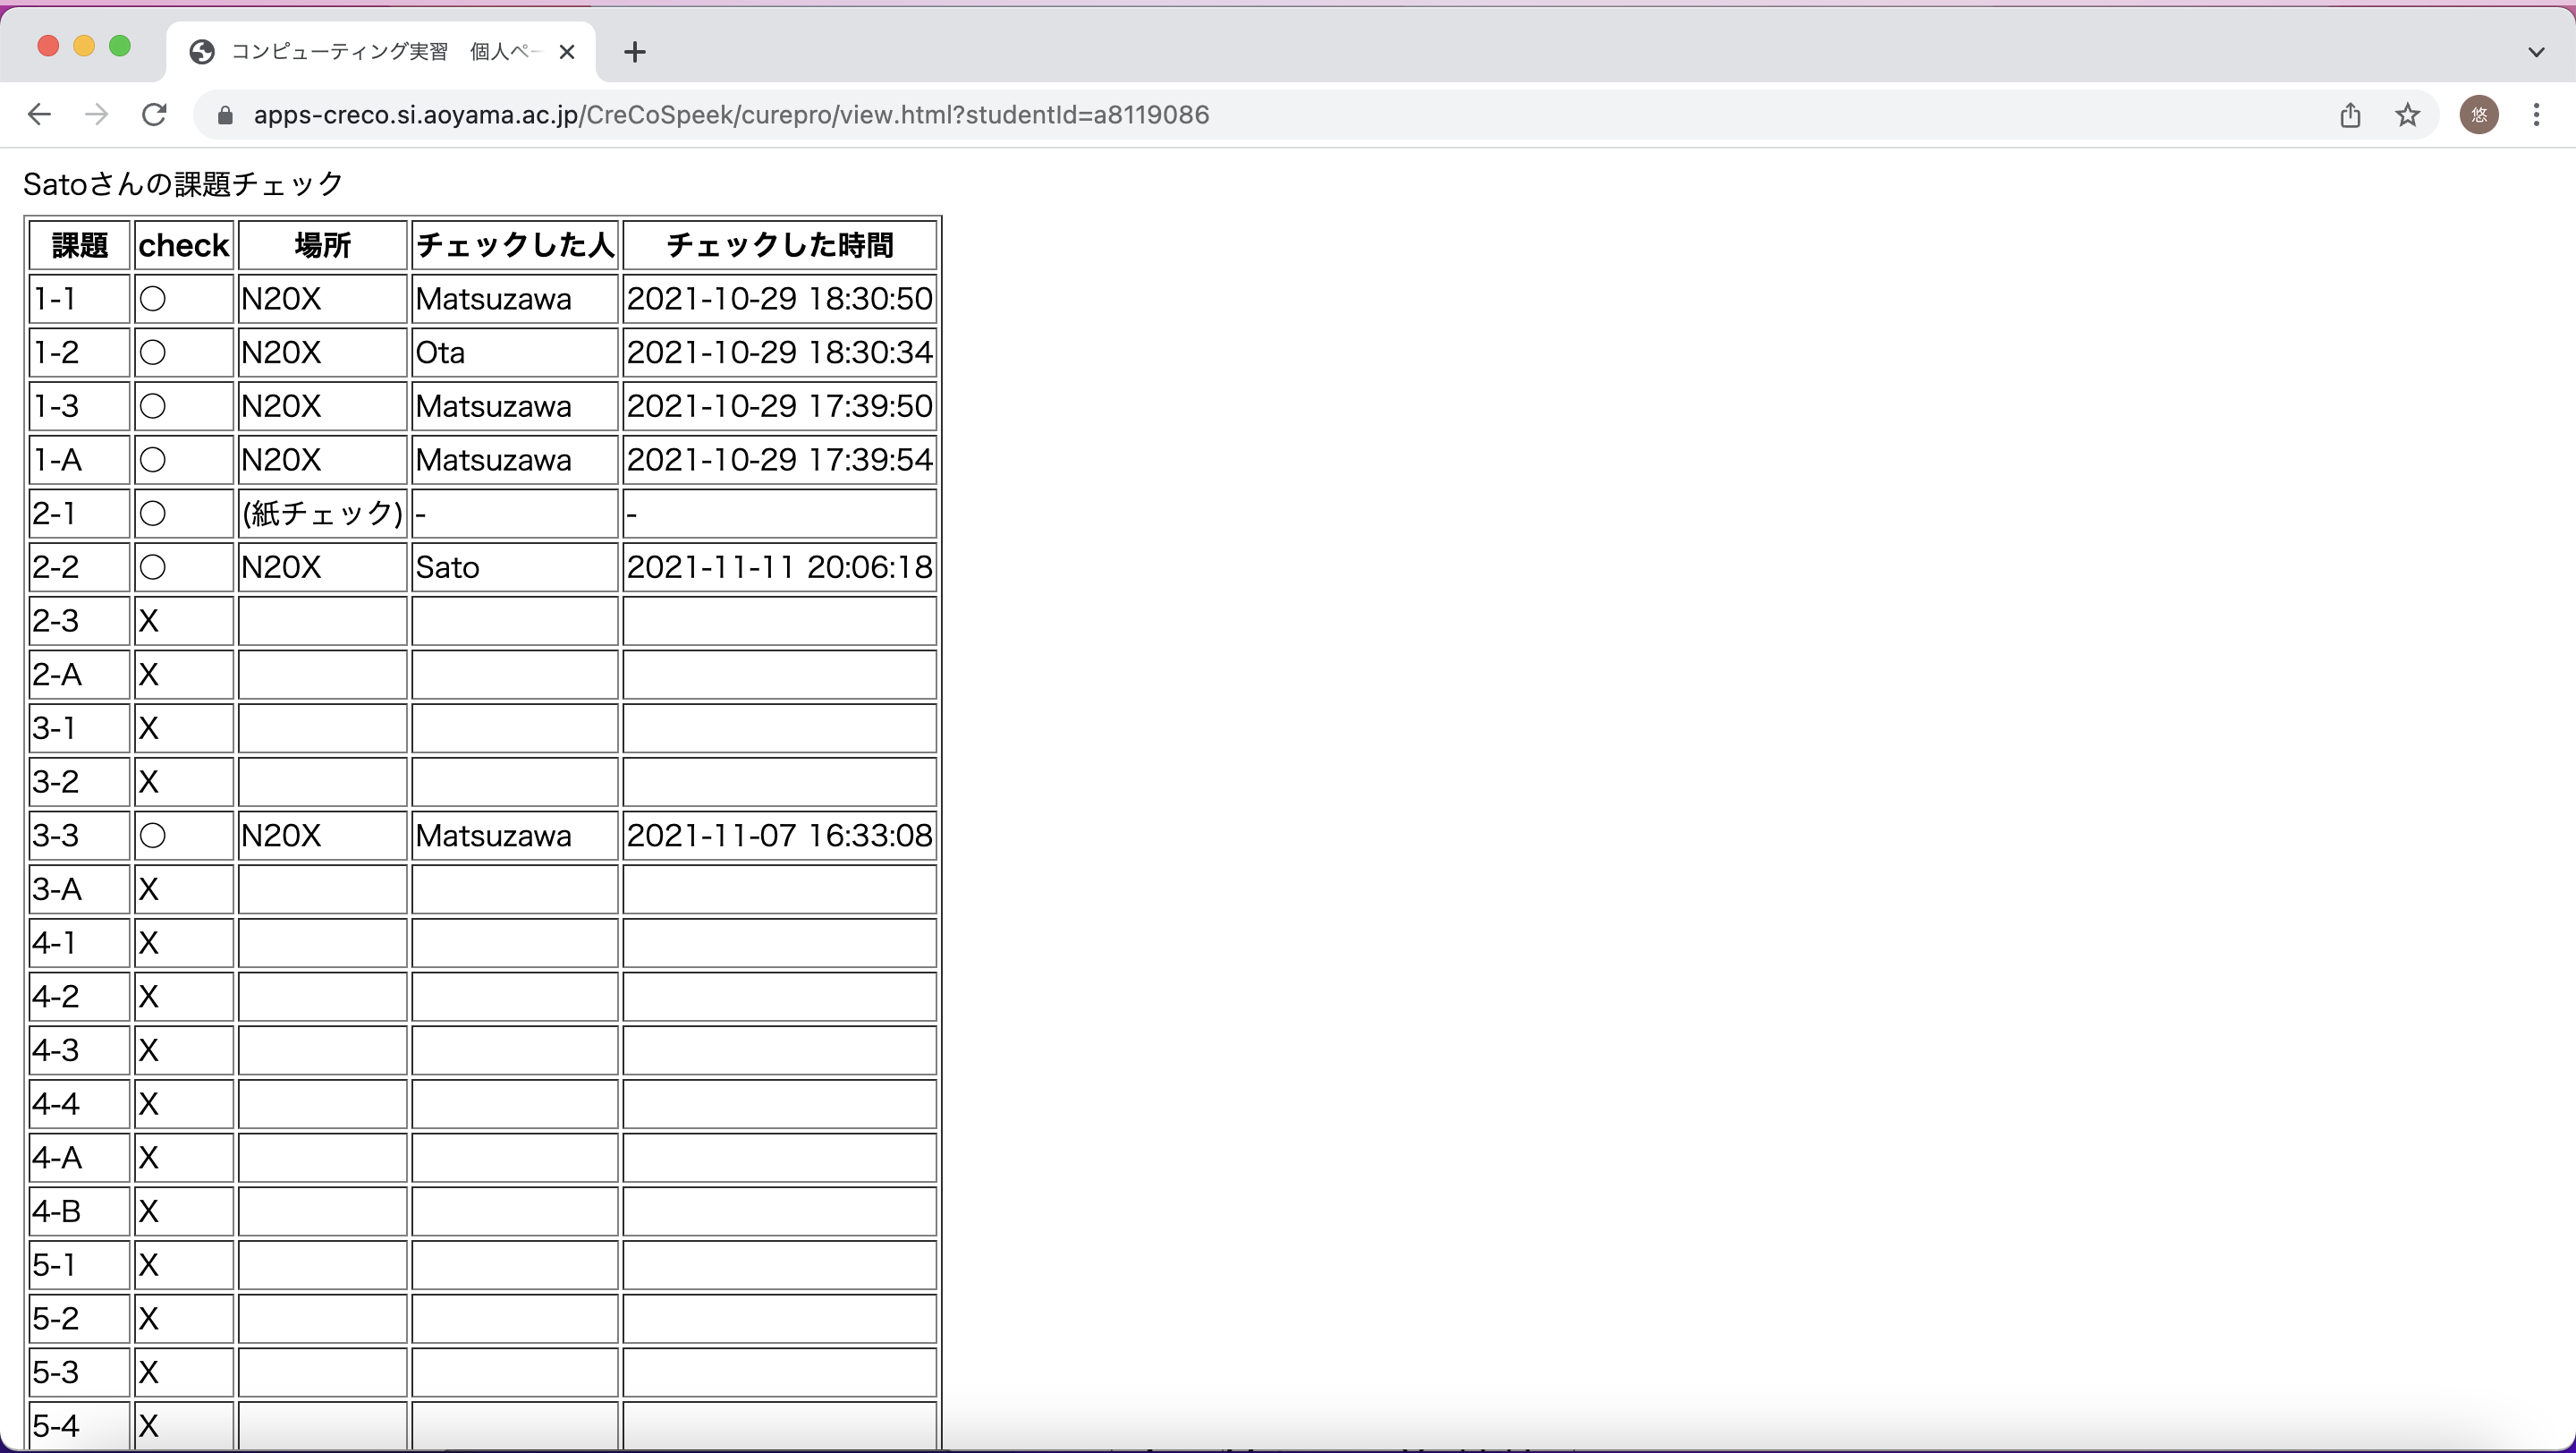 コンピューティング実習 個人ペー
apps-creco.si.aoyama.ac.jp/CreCoSpeek/curepro/view.html?studentId=a8119086
悠
Satoさんの課題チェック
課題 check 場所 チェックした人 チェックした時間
1-1 ○ N20X Matsuzawa 2021-10-29 18:30:50
1-2 ○ N20X Ota 2021-10-29 18:30:34
1-3 ○ N20X Matsuzawa 2021-10-29 17:39:50
1-A ○ N20X Matsuzawa 2021-10-29 17:39:54
2-1 ○ (紙チェック) - -
2-2 ○ N20X Sato 2021-11-11 20:06:18
2-3 X
2-A X
3-1 X
3-2 X
3-3 ○ N20X Matsuzawa 2021-11-07 16:33:08
3-A X
4-1 X
4-2 X
4-3 X
4-4 X
4-A X
4-B X
5-1 X
5-2 X
5-3 X
5-4 X